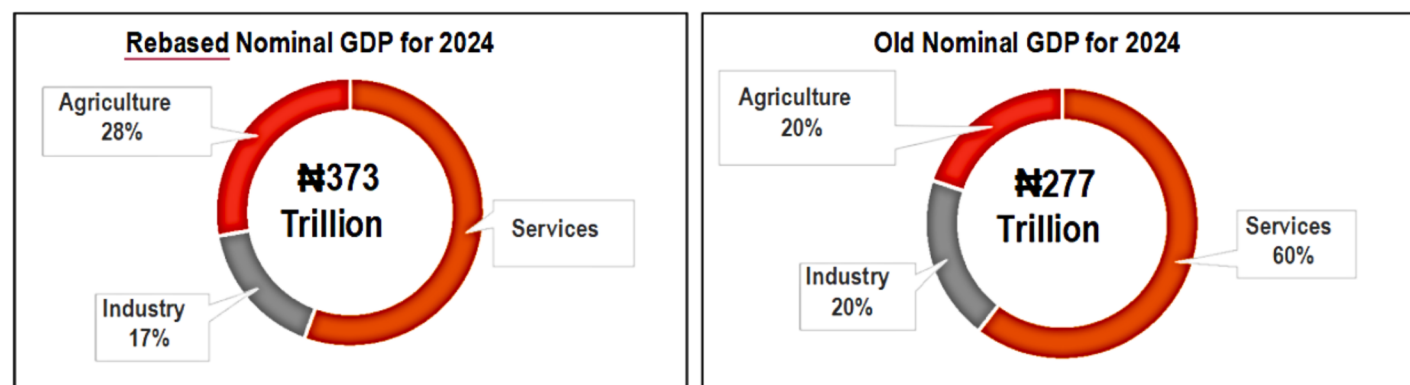 Rebased Nominal GDP for 2024
Agriculture
28%
₦373
Trillion
Services
Industry
17%
Old Nominal GDP for 2024
Agriculture
20%
₦277
Trillion
Services
60%
Industry
20%